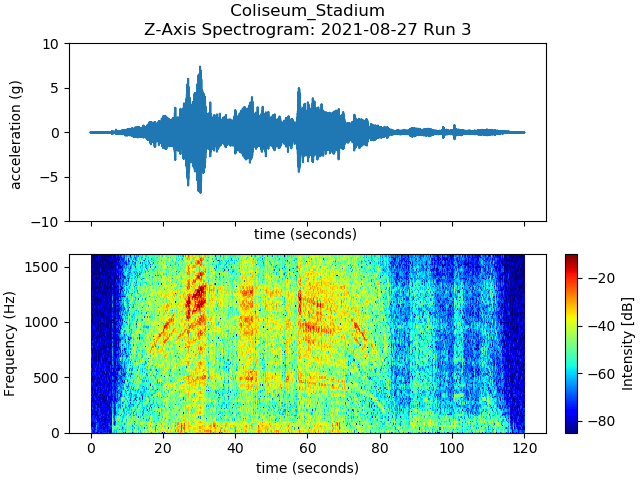 Coliseum_Stadium
Z-Axis Spectrogram: 2021-08-27 Run 3
10
5
0
−5
−10
acceleration (g)
time (seconds)
1500
1000
500
0
Frequency (Hz)
0 20 40 60 80 100 120
time (seconds)
−20
−40
−60
−80
Intensity [dB]